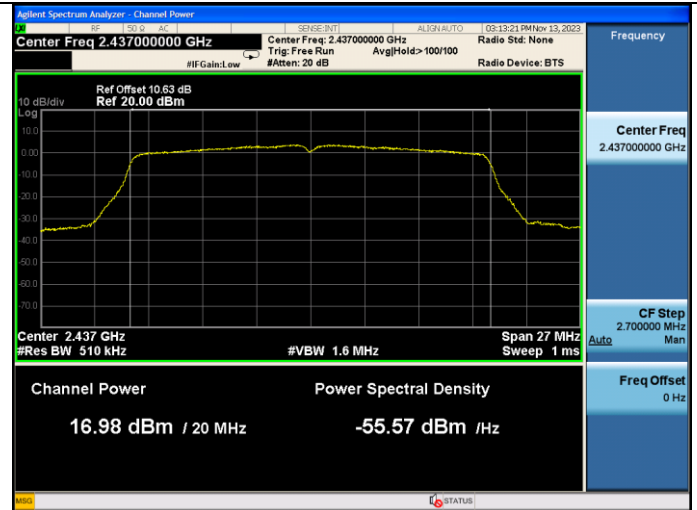 Agilent Spectrum Analyzer - Channel Power
RF 50 Ω AC SENSE:INT ALIGN AUTO 03:13:21 PM Nov 13, 2023
Center Freq 2.437000000 GHz
Center Freq: 2.437000000 GHz
Radio Std: None
Trig: Free Run Avg|Hold:>100/100
#IFGain:Low
#Atten: 20 dB
Radio Device: BTS
Frequency
Ref Offset 10.63 dB
10 dB/div Ref 20.00 dBm
Log
10.0
0.00
-10.0
-20.0
-30.0
-40.0
-50.0
-60.0
-70.0
Center Freq
2.437000000 GHz
CF Step
2.700000 MHz
Auto Man
Center 2.437 GHz Span 27 MHz
#Res BW 510 kHz #VBW 1.6 MHz Sweep 1 ms
Freq Offset
0 Hz
Channel Power Power Spectral Density
16.98 dBm / 20 MHz -55.57 dBm /Hz
MSG STATUS